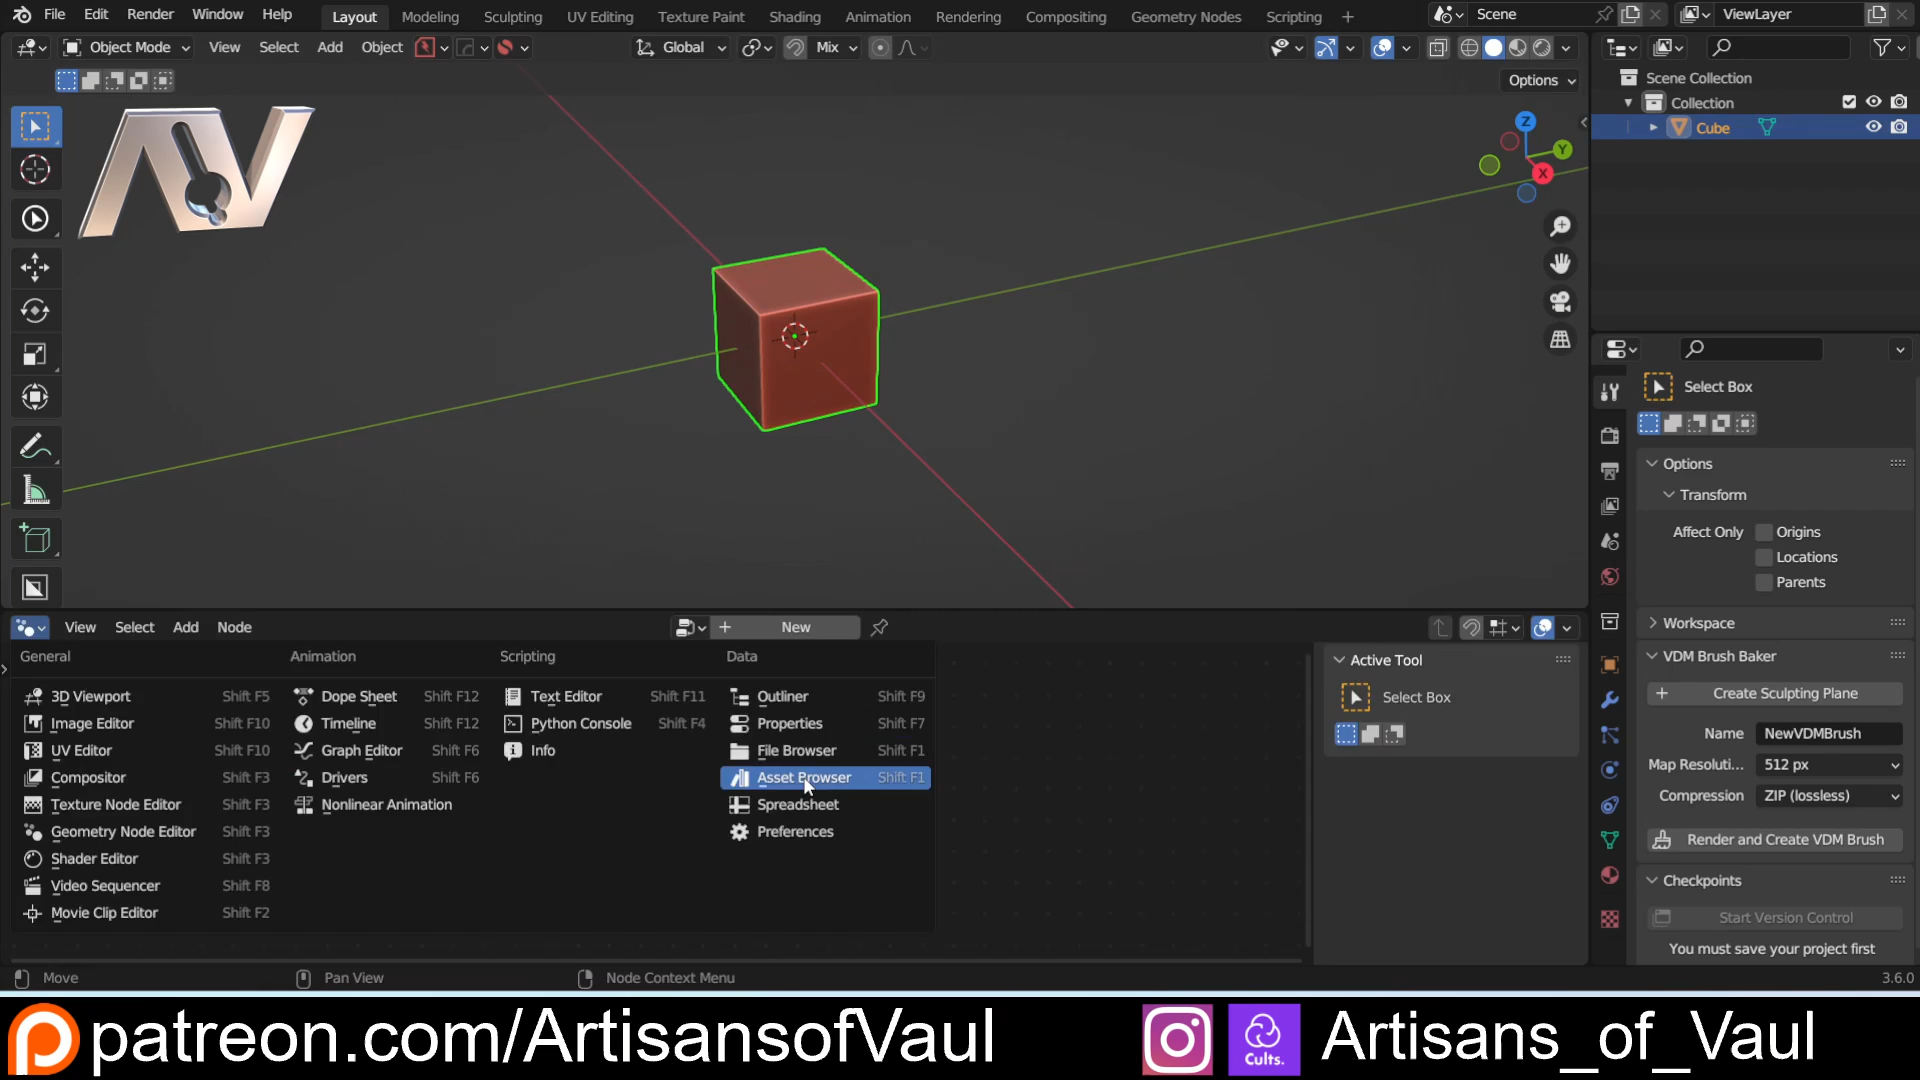 File Edit Render Window Help Layout Modeling Sculpting UV Editing Texture Paint Shading Animation Rendering Compositing Geometry Nodes Scripting + Scene ViewLayer
Object Mode View Select Add Object Global Mix
Options
Scene Collection
Collection
Cube
Z
Y
X
AV
Select Box
Options
Transform
Affect Only Origins
Locations
Parents
Workspace
VDM Brush Baker
+ Create Sculpting Plane
Name NewVDMBrush
Map Resoluti... 512 px
Compression ZIP (lossless)
Render and Create VDM Brush
Checkpoints
Start Version Control
You must save your project first
View Select Add Node + New
General Animation Scripting Data
3D Viewport Shift F5 Dope Sheet Shift F12 Text Editor Shift F11 Outliner Shift F9
Image Editor Shift F10 Timeline Shift F12 Python Console Shift F4 Properties Shift F7
UV Editor Shift F10 Graph Editor Shift F6 Info File Browser Shift F1
Compositor Shift F3 Drivers Shift F6 Asset Browser Shift F1
Texture Node Editor Shift F3 Nonlinear Animation Spreadsheet
Geometry Node Editor Shift F3 Preferences
Shader Editor Shift F3
Video Sequencer Shift F8
Movie Clip Editor Shift F2
Active Tool
Select Box
Move Pan View Node Context Menu 3.6.0
patreon.com/ArtisansofVaul Cults. Artisans_of_Vaul